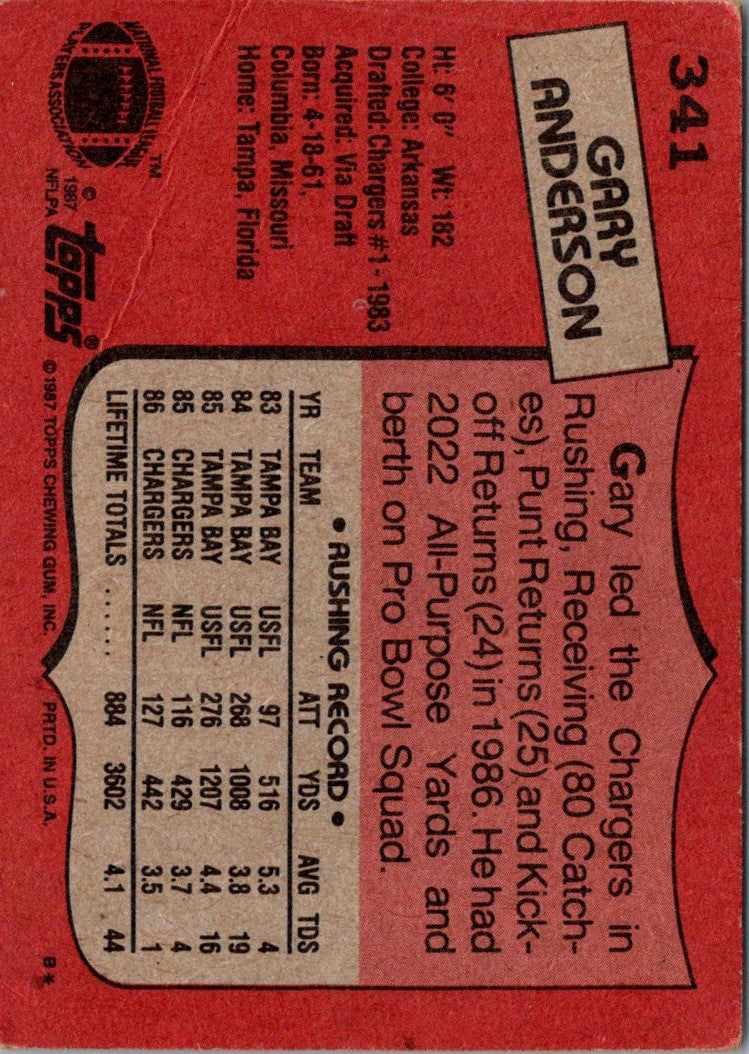 341
GARY
ANDERSON
Ht: 6' 0" Wt: 182
College: Arkansas
Drafted: Chargers #1 - 1983
Acquired: Via Draft
Born: 4-18-61,
Columbia, Missouri
Home: Tampa, Florida
NATIONAL FOOTBALL LEAGUE
PLAYERS ASSOCIATION
TM
© 1987
NFLPA
topps®
Gary led the Chargers in
Rushing, Receiving (80 Catch-
es), Punt Returns (25) and Kick-
off Returns (24) in 1986. He had
2022 All-Purpose Yards and
berth on Pro Bowl Squad.
• RUSHING RECORD •
YR TEAM ATT YDS AVG TDS
83 TAMPA BAY USFL 97 516 5.3 4
84 TAMPA BAY USFL 268 1008 3.8 19
85 TAMPA BAY USFL 276 1207 4.4 16
85 CHARGERS NFL 116 429 3.7 4
86 CHARGERS NFL 127 442 3.5 1
LIFETIME TOTALS ...... 884 3602 4.1 44
© 1987 TOPPS CHEWING GUM, INC. PRTD. IN U.S.A. B*